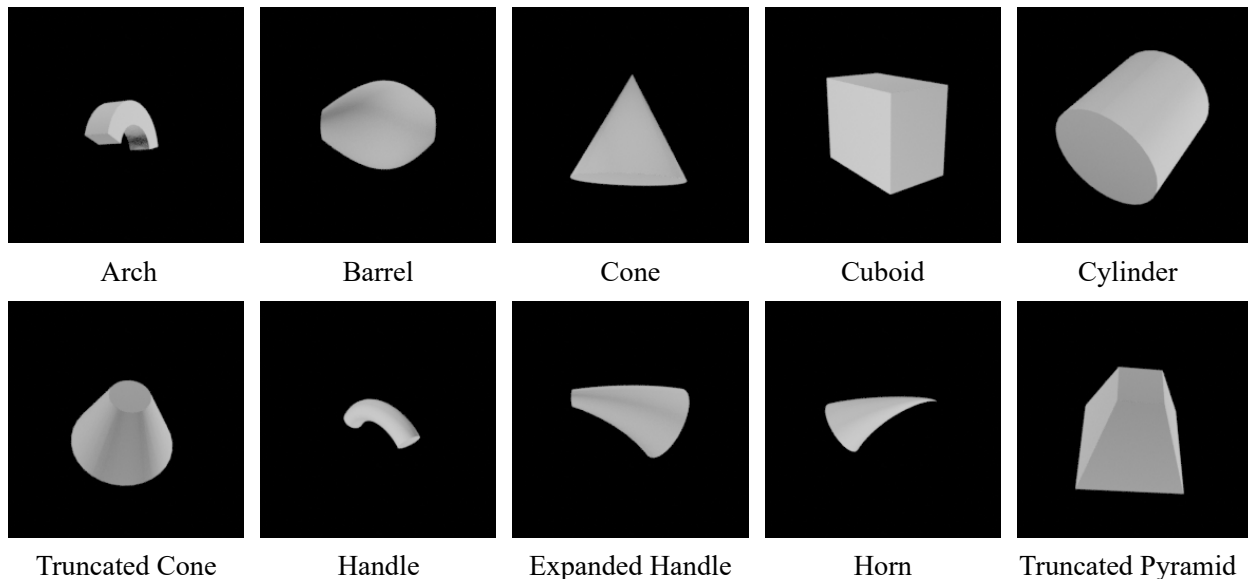 Arch Barrel Cone Cuboid Cylinder
Truncated Cone Handle Expanded Handle Horn Truncated Pyramid